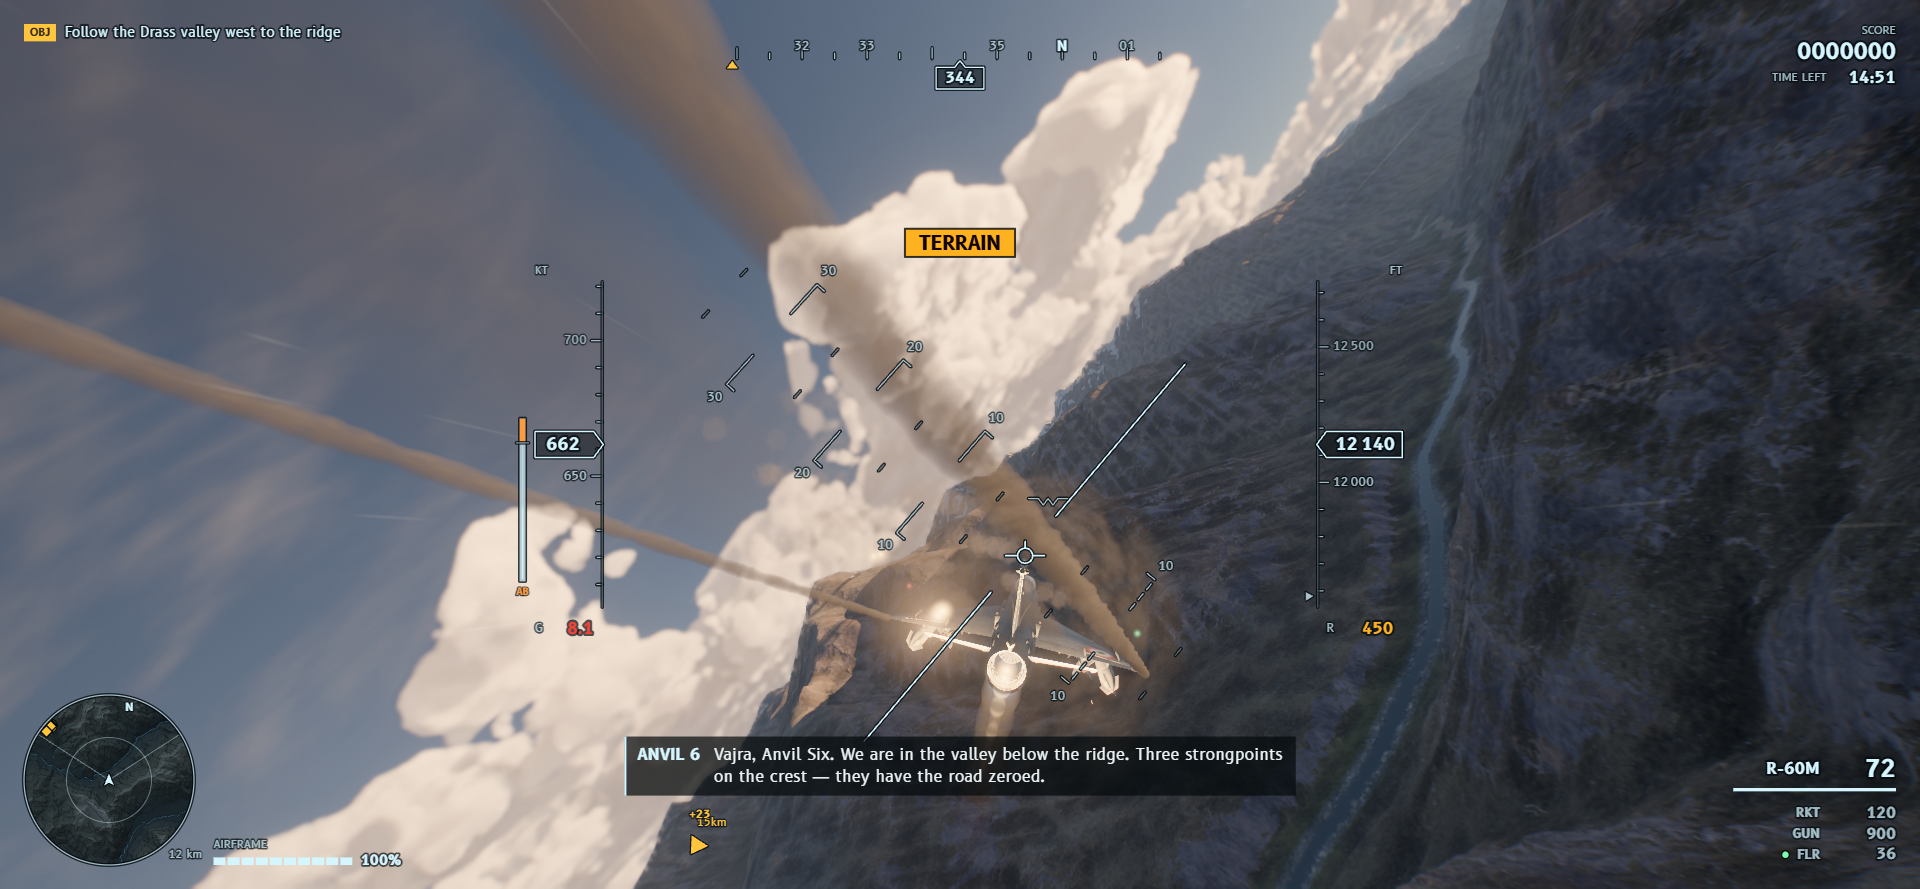 OBJ Follow the Drass valley west to the ridge
SCORE
0000000
TIME LEFT 14:51
32 33 35 N 01
344
TERRAIN
KT
FT
700
650
662
AB
G 8.1
12 500
12 140
12 000
R 450
30
20
10
30
20
10
10
10
ANVIL 6 Vajra, Anvil Six. We are in the valley below the ridge. Three strongpoints
on the crest — they have the road zeroed.
+23
15km
N
12 km
AIRFRAME
100%
R-60M 72
RKT 120
GUN 900
FLR 36